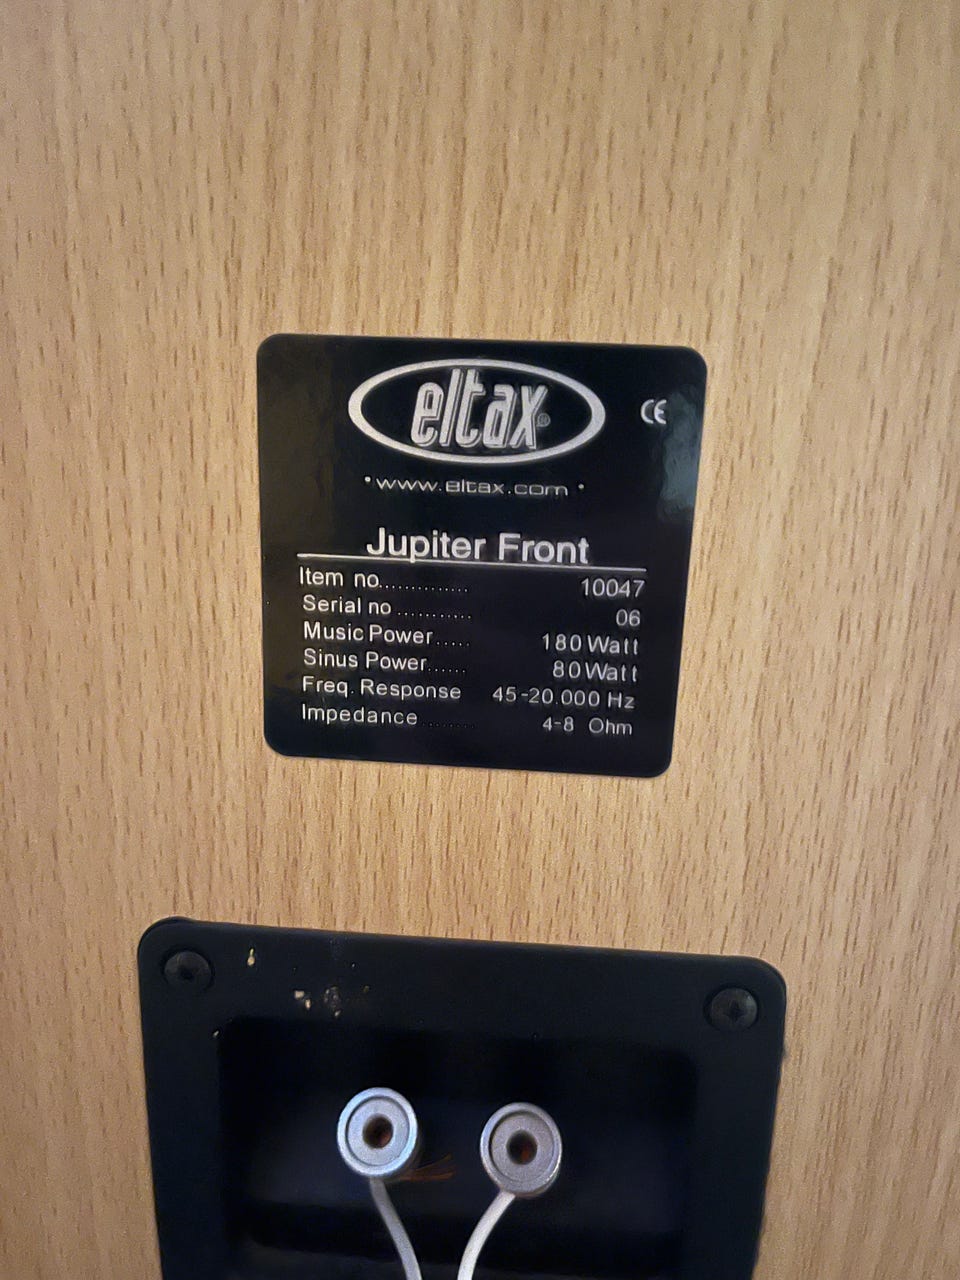 eltax®
CE
www.eltax.com
Jupiter Front
Item no.............. 10047
Serial no ........... 06
Music Power..... 180 Watt
Sinus Power...... 80 Watt
Freq. Response 45-20.000 Hz
Impedance ........ 4-8 Ohm